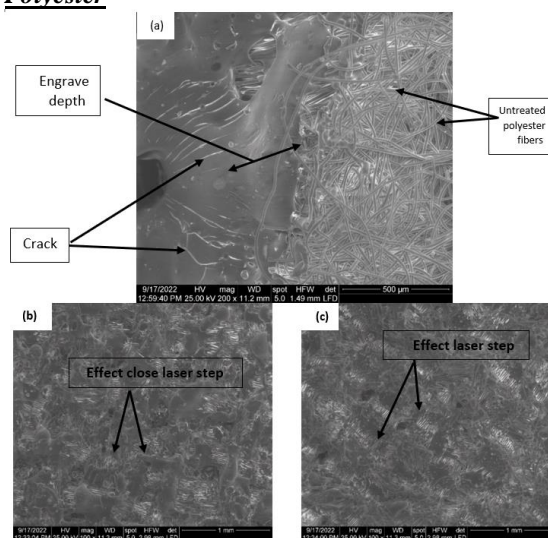 Polyester
(a)
Engrave
depth
Untreated
polyester
fibers
Crack
9/17/2022 HV mag WD spot HFW det 500 µm
12:59:40 PM 25.00 kV 200 x 11.2 mm 5.0 1.49 mm LFD
(b)
Effect close laser step
9/17/2022 HV mag WD spot HFW det 1 mm
(c)
Effect laser step
9/17/2022 HV mag WD spot HFW det 1 mm